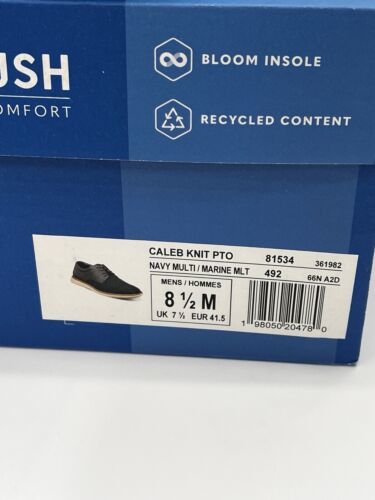 USH
OMFORT
BLOOM INSOLE
RECYCLED CONTENT
CALEB KNIT PTO 81534 361982
NAVY MULTI / MARINE MLT 492 66N A2D
MENS / HOMMES
8 ½ M
UK 7 ½ EUR 41.5
1 98050 20478 0